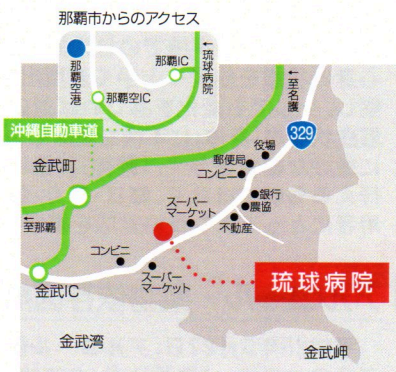 那覇市からのアクセス
那覇空港
那覇IC
←琉球病院
那覇空IC
沖縄自動車道
←至名護
329
金武町
役場
郵便局
コンビニ
銀行
農協
不動産
スーパー
マーケット
←至那覇
コンビニ
スーパー
マーケット
琉球病院
金武IC
金武湾
金武岬